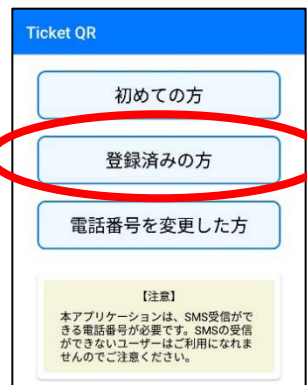 Ticket QR
初めての方
登録済みの方
電話番号を変更した方
【注意】
本アプリケーションは、SMS受信がで
きる電話番号が必要です。SMSの受信
ができないユーザーはご利用になれま
せんのでご注意ください。